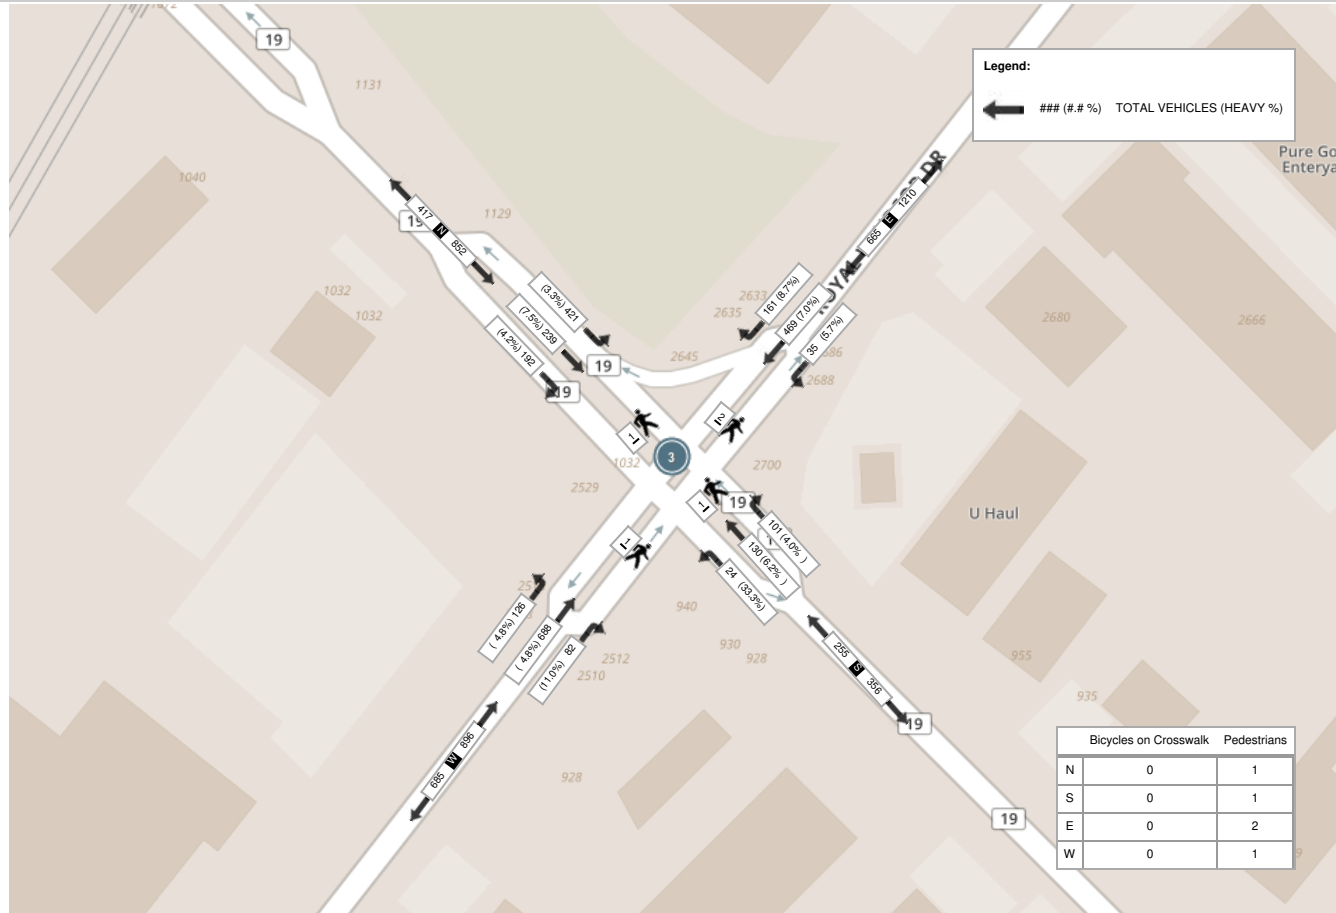 1072
19
1131
Legend:
### (#.# %) TOTAL VEHICLES (HEAVY %)
Pure Go
Enterya
1040
417 N 852
19
1129
665 E 1210
DR
1032
1032
(3.3%) 421
(7.5%) 239
(4.2%) 192
2633
2635
161 (8.7%)
469 (7.0%)
35 (5.7%)
2645
2688
2680
2666
19
19
1
2
3
1032
2529
2700
1
19
U Haul
1
101 (4.0% )
130 (6.2% )
24 (33.3%)
( 4.8%) 126
( 4.8%) 688
(11.0%) 82
940
930
928
2512
2510
255 S 356
955
935
19
685 W 896
928
19
Bicycles on Crosswalk Pedestrians
N 0 1
S 0 1
E 0 2
W 0 1